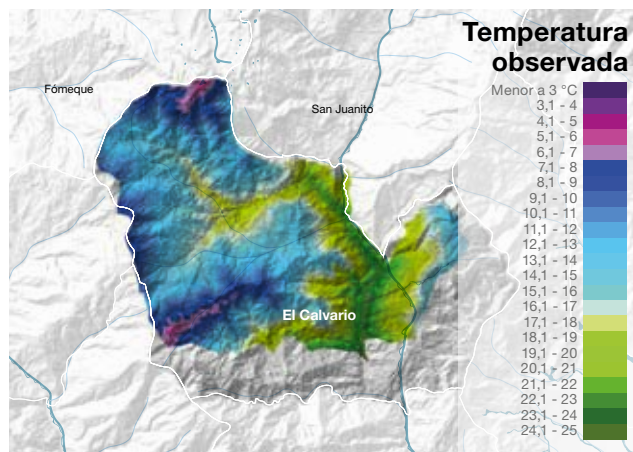 Temperatura
observada
Fómeque
San Juanito
El Calvario
Menor a 3 °C
3,1 - 4
4,1 - 5
5,1 - 6
6,1 - 7
7,1 - 8
8,1 - 9
9,1 - 10
10,1 - 11
11,1 - 12
12,1 - 13
13,1 - 14
14,1 - 15
15,1 - 16
16,1 - 17
17,1 - 18
18,1 - 19
19,1 - 20
20,1 - 21
21,1 - 22
22,1 - 23
23,1 - 24
24,1 - 25